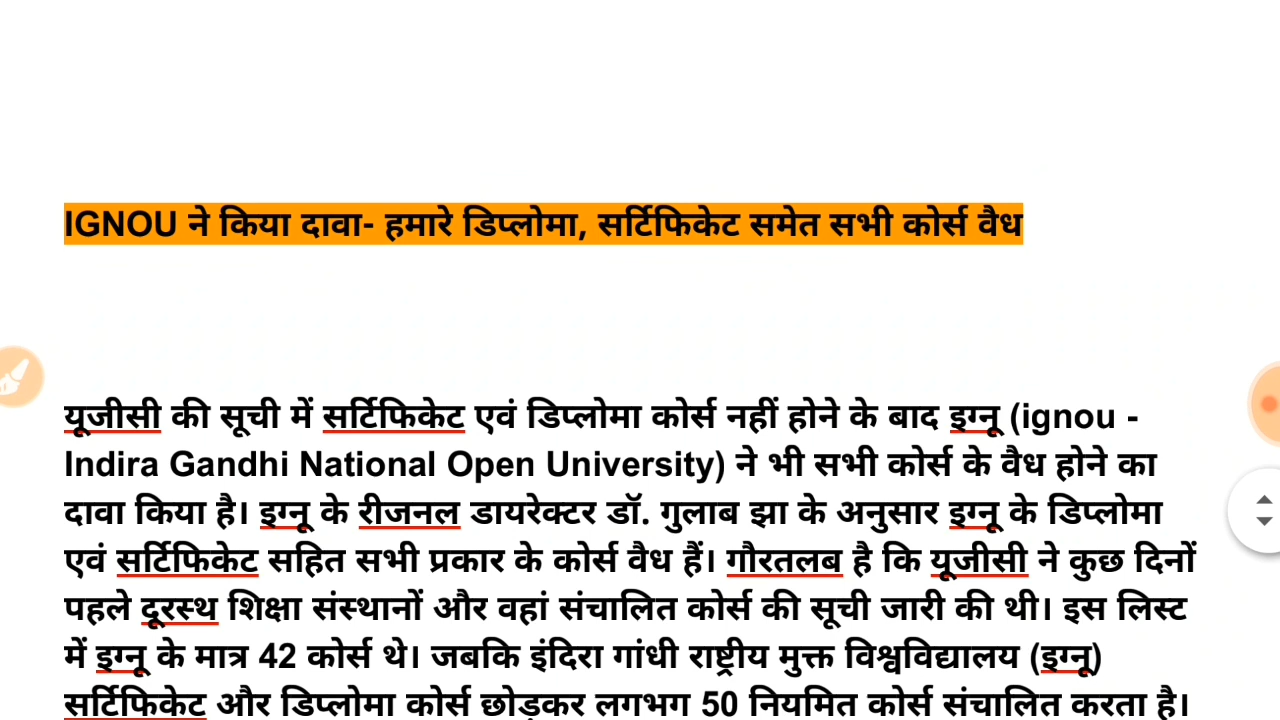 IGNOU ने किया दावा- हमारे डिप्लोमा, सर्टिफिकेट समेत सभी कोर्स वैध
यूजीसी की सूची में सर्टिफिकेट एवं डिप्लोमा कोर्स नहीं होने के बाद इग्नू (ignou -
Indira Gandhi National Open University) ने भी सभी कोर्स के वैध होने का
दावा किया है। इग्नू के रीजनल डायरेक्टर डॉ. गुलाब झा के अनुसार इग्नू के डिप्लोमा
एवं सर्टिफिकेट सहित सभी प्रकार के कोर्स वैध हैं। गौरतलब है कि यूजीसी ने कुछ दिनों
पहले दूरस्थ शिक्षा संस्थानों और वहां संचालित कोर्स की सूची जारी की थी। इस लिस्ट
में इग्नू के मात्र 42 कोर्स थे। जबकि इंदिरा गांधी राष्ट्रीय मुक्त विश्वविद्यालय (इग्नू)
सर्टिफिकेट और डिप्लोमा कोर्स छोड़कर लगभग 50 नियमित कोर्स संचालित करता है।